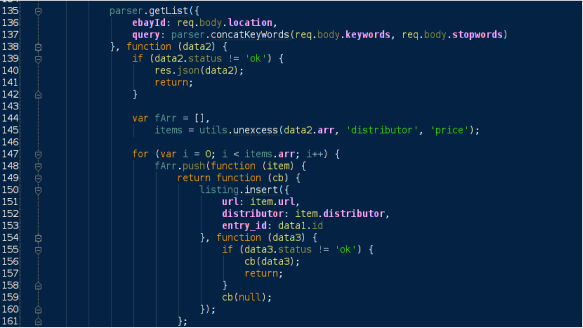 135 parser.getList({
136 ebayId: req.body.location,
137 query: parser.concatKeyWords(req.body.keywords, req.body.stopwords)
138 }, function (data2) {
139 if (data2.status != 'ok') {
140 res.json(data2);
141 return;
142 }
143
144 var fArr = [],
145 items = utils.unexcess(data2.arr, 'distributor', 'price');
146
147 for (var i = 0; i < items.arr; i++) {
148 fArr.push(function (item) {
149 return function (cb) {
150 listing.insert({
151 url: item.url,
152 distributor: item.distributor,
153 entry_id: data1.id
154 }, function (data3) {
155 if (data3.status != 'ok') {
156 cb(data3);
157 return;
158 }
159 cb(null);
160 });
161 };